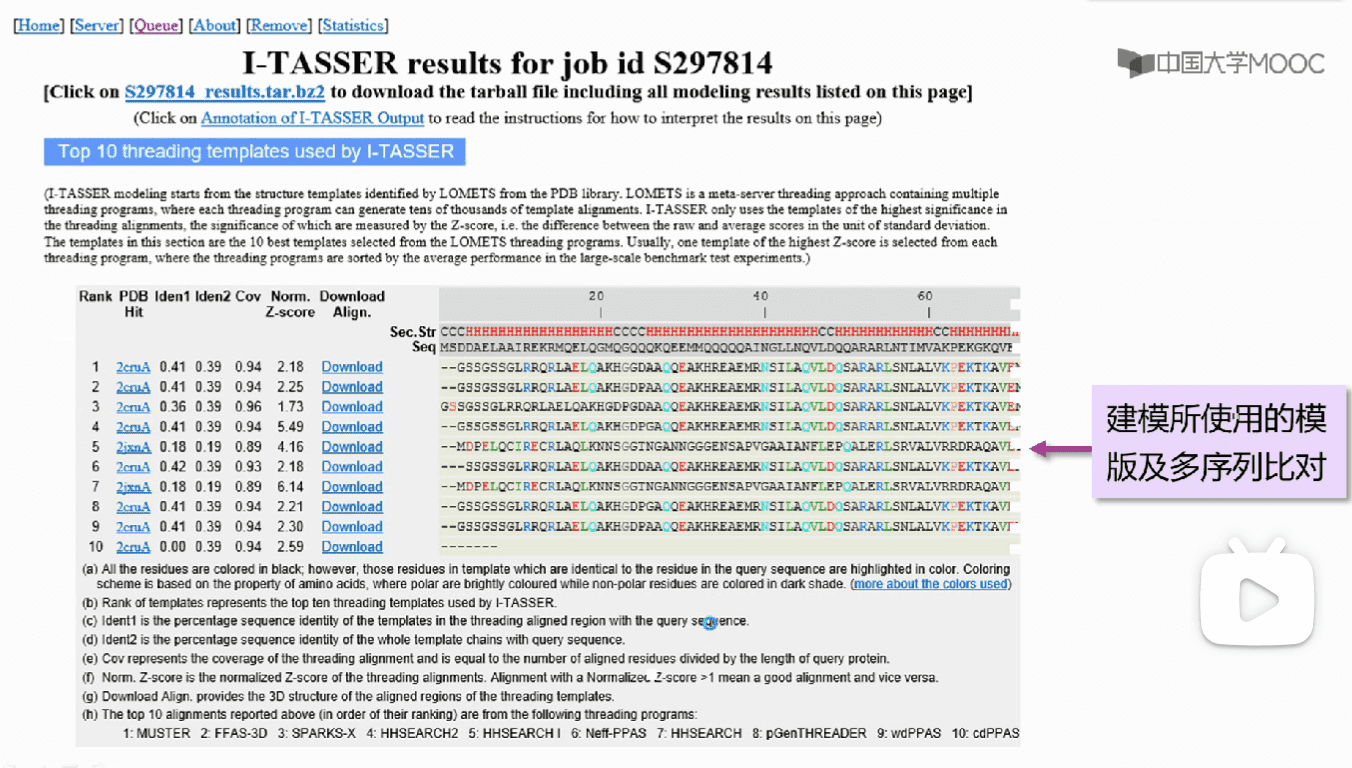 [Home] [Server] [Queue] [About] [Remove] [Statistics]
I-TASSER results for job id S297814
中国大学MOOC
[Click on S297814_results.tar.bz2 to download the tarball file including all modeling results listed on this page]
(Click on Annotation of I-TASSER Output to read the instructions for how to interpret the results on this page)
Top 10 threading templates used by I-TASSER
(I-TASSER modeling starts from the structure templates identified by LOMETS from the PDB library. LOMETS is a meta-server threading approach containing multiple
threading programs, where each threading program can generate tens of thousands of template alignments. I-TASSER only uses the templates of the highest significance in
the threading alignments, the significance of which are measured by the Z-score, i.e. the difference between the raw and average scores in the unit of standard deviation.
The templates in this section are the 10 best templates selected from the LOMETS threading programs. Usually, one template of the highest Z-score is selected from each
threading program, where the threading programs are sorted by the average performance in the large-scale benchmark test experiments.)
Rank PDB Iden1 Iden2 Cov Norm. Download 20 40 60
Hit Z-score Align.
Sec.Str CCCHHHHHHHHHHHHHHHHHHCCCCHHHHHHHHHHHHHHHHHHHHHCCHHHHHHHHHHHHCCHHHHHHH
Seq MSDDAELAAIREKRMQELQGMQGQQQKQEEMMQQQQQAINGLLNQVLDQQARARLNTIMVAKPEKGKQV
1 2cruA 0.41 0.39 0.94 2.18 Download --GSSGSSGLRRQRLAELQAKHGGDAAQQEAKHREAEMRNSILAQVLDQSARARLSNLALVKPEKTKAV
2 2cruA 0.41 0.39 0.94 2.25 Download --GSSGSSGLRRQRLAELQAKHGDPAAQQEAKHREAEMRNSILAQVLDQSARARLSNLALVKPEKTKAVEN
3 2cruA 0.36 0.39 0.96 1.73 Download GSSGSSGLRRQRLAELQAKHGDPGDAAQQEAKHREAEMRNSILAQVLDQSARARLSNLALVKPEKTKAVEN
4 2cruA 0.41 0.39 0.94 5.49 Download --GSSGSSGLRRQRLAELQAKHGDPGAQQEAKHREAEMRNSILAQVLDQSARARLSNLALVKPEKTKAV
5 2jxnA 0.18 0.19 0.89 4.16 Download --MDPELQCIRECRLAQLKNNSGGTNGANNGGGENSAPVGAAIANFLEPQALERLSRVALVRRDRAQAV
6 2cruA 0.42 0.39 0.93 2.18 Download ---SSGSSGLRRQRLAELQAKHGDDAAQQEAKHREAEMRNSILAQVLDQSARARLSNLALVKPEKTKAV
7 2jxnA 0.18 0.19 0.89 6.14 Download --MDPELQCIRECRLAQLKNNSGGTNGANNGGGENSAPVGAAIANFLEPQALERLSRVALVRRDRAQAV
8 2cruA 0.41 0.39 0.94 2.21 Download --GSSGSSGLRRQRLAELQAKHGDPGAQQEAKHREAEMRNSILAQVLDQSARARLSNLALVKPEKTKAV
9 2cruA 0.41 0.39 0.94 2.30 Download --GSSGSSGLRRQRLAELQAKHGDPAAQQEAKHREAEMRNSILAQVLDQSARARLSNLALVKPEKTKAV
10 2cruA 0.00 0.39 0.94 2.59 Download -------
建模所使用的模
版及多序列比对
(a) All the residues are colored in black; however, those residues in template which are identical to the residue in the query sequence are highlighted in color. Coloring
scheme is based on the property of amino acids, where polar are brightly coloured while non-polar residues are colored in dark shade. (more about the colors used)
(b) Rank of templates represents the top ten threading templates used by I-TASSER.
(c) Ident1 is the percentage sequence identity of the templates in the threading aligned region with the query sequence.
(d) Ident2 is the percentage sequence identity of the whole template chains with query sequence.
(e) Cov represents the coverage of the threading alignment and is equal to the number of aligned residues divided by the length of query protein.
(f) Norm. Z-score is the normalized Z-score of the threading alignments. Alignment with a Normalized Z-score >1 mean a good alignment and vice versa.
(g) Download Align. provides the 3D structure of the aligned regions of the threading templates.
(h) The top 10 alignments reported above (in order of their ranking) are from the following threading programs:
1: MUSTER 2: FFAS-3D 3: SPARKS-X 4: HHSEARCH2 5: HHSEARCH I 6: Neff-PPAS 7: HHSEARCH 8: pGenTHREADER 9: wdPPAS 10: cdPPAS